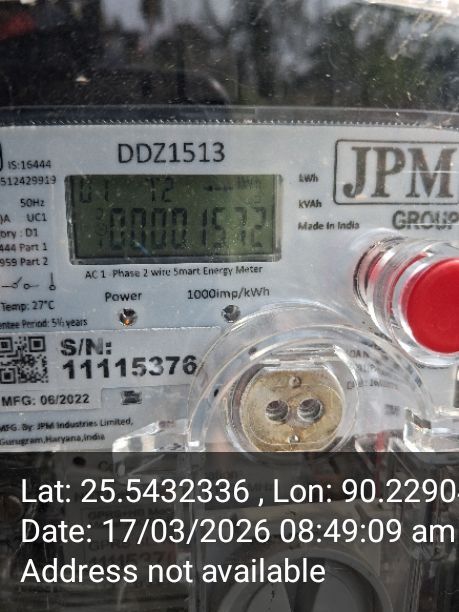 DDZ1513
IS:16444
512429919
50Hz
UC1
D1
444 Part 1
959 Part 2
T2
00001572
kWh
kVAh
Made in India
JPM
GROUP
AC 1- Phase 2 wire Smart Energy Meter
Temp: 27°C
Power
1000imp/kWh
S/N:
11115376
MFG: 06/2022
MFG. By: JPM Industries Limited,
Gurugram, Haryana, India
Lat: 25.5432336 , Lon: 90.2290
Date: 17/03/2026 08:49:09 am
Address not available